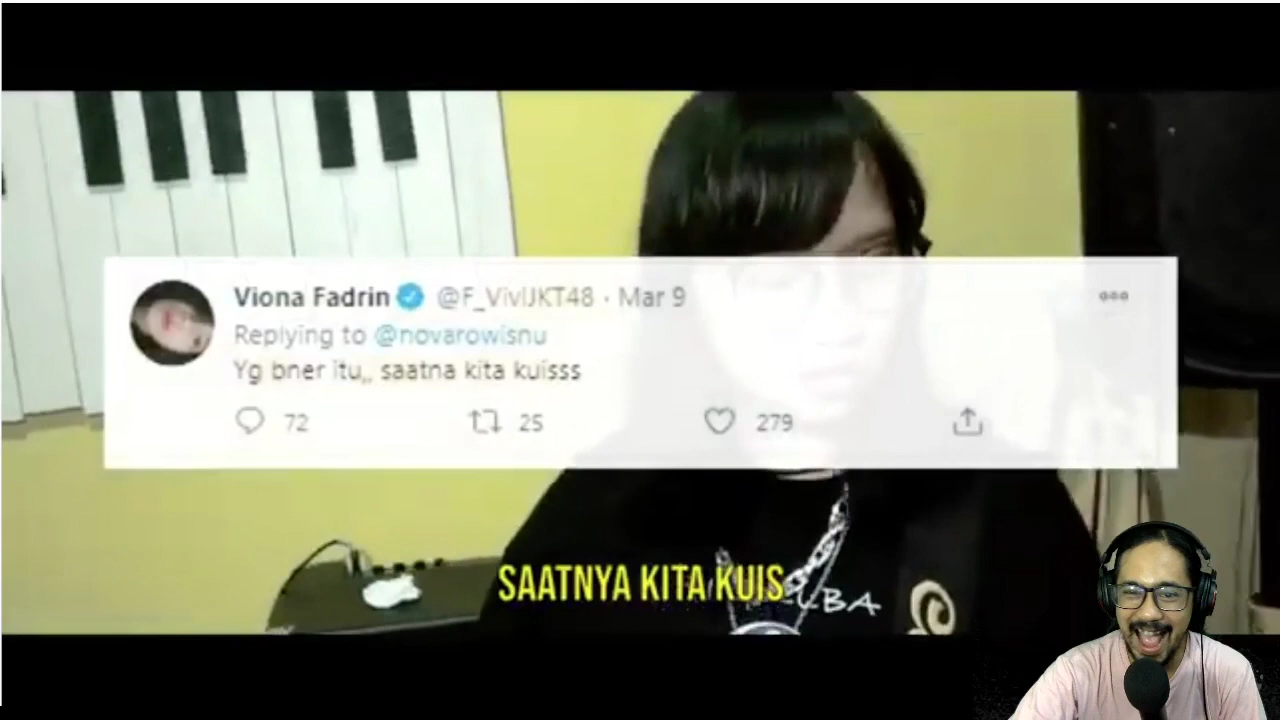 Viona Fadrin @F_ViviJKT48 · Mar 9
Replying to @novarowisnu
Yg bner itu,, saatna kita kuisss
72 25 279
SAATNYA KITA KUIS